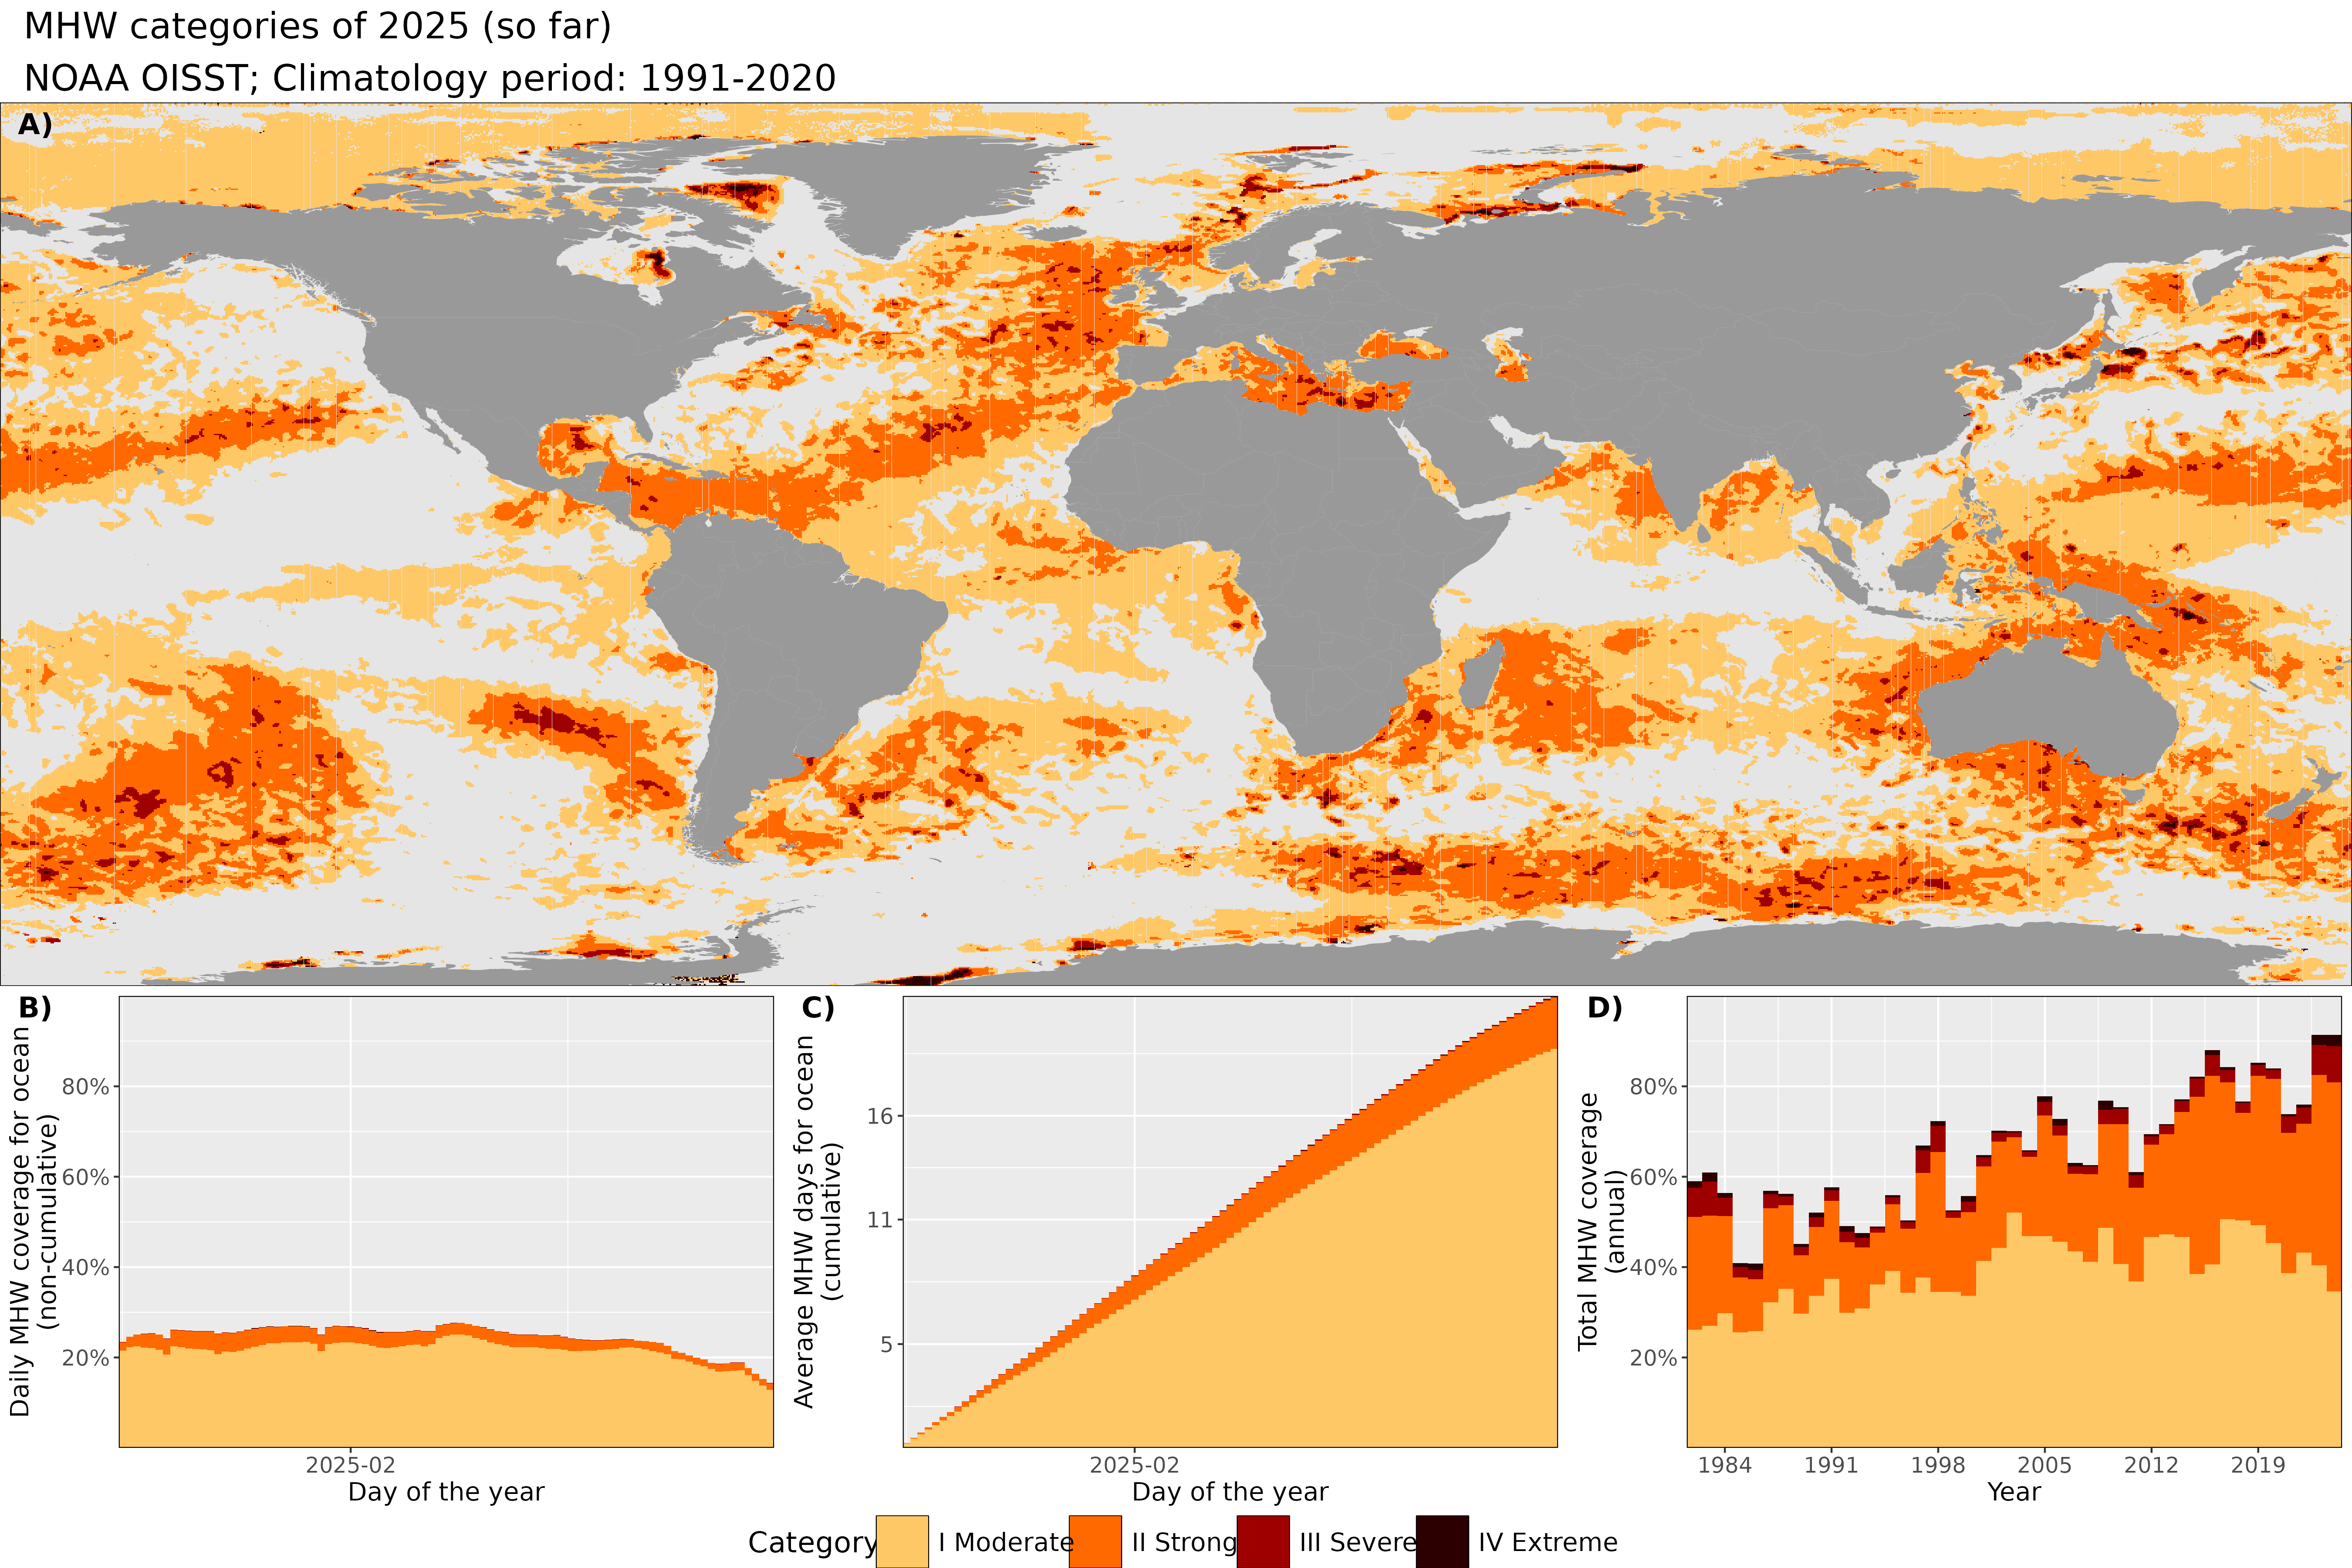 MHW categories of 2025 (so far)
NOAA OISST; Climatology period: 1991-2020
A)
B)
Daily MHW coverage for ocean
(non-cumulative)
80%
60%
40%
20%
2025-02
Day of the year
C)
Average MHW days for ocean
(cumulative)
16
11
5
2025-02
Day of the year
D)
Total MHW coverage
(annual)
80%
60%
40%
20%
1984 1991 1998 2005 2012 2019
Year
Category I Moderate II Strong III Severe IV Extreme